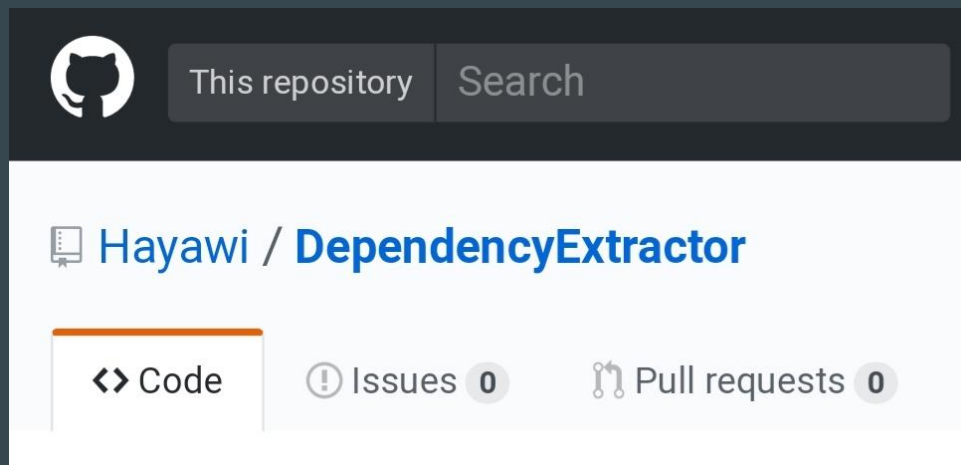 This repository Search
Hayawi / DependencyExtractor
<> Code Issues 0 Pull requests 0